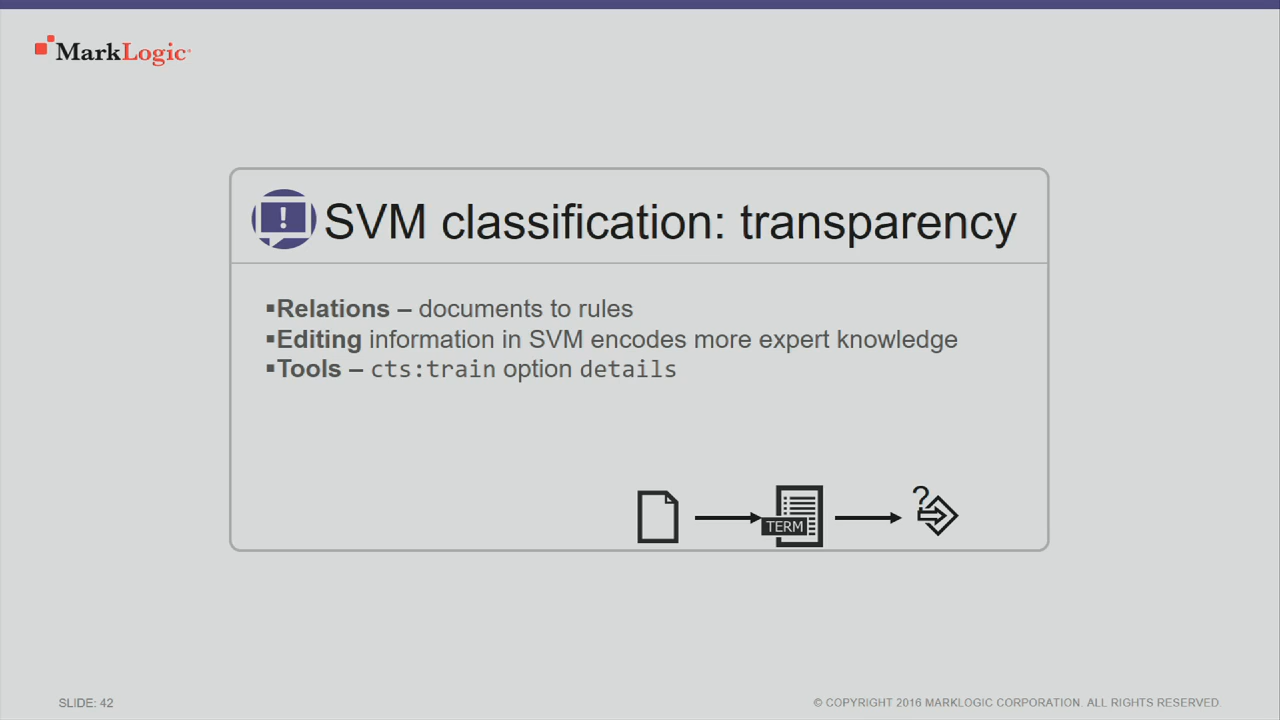 MarkLogic
SVM classification: transparency
▪Relations – documents to rules
▪Editing information in SVM encodes more expert knowledge
▪Tools – cts:train option details
?
TERM
SLIDE: 42
© COPYRIGHT 2016 MARKLOGIC CORPORATION. ALL RIGHTS RESERVED.